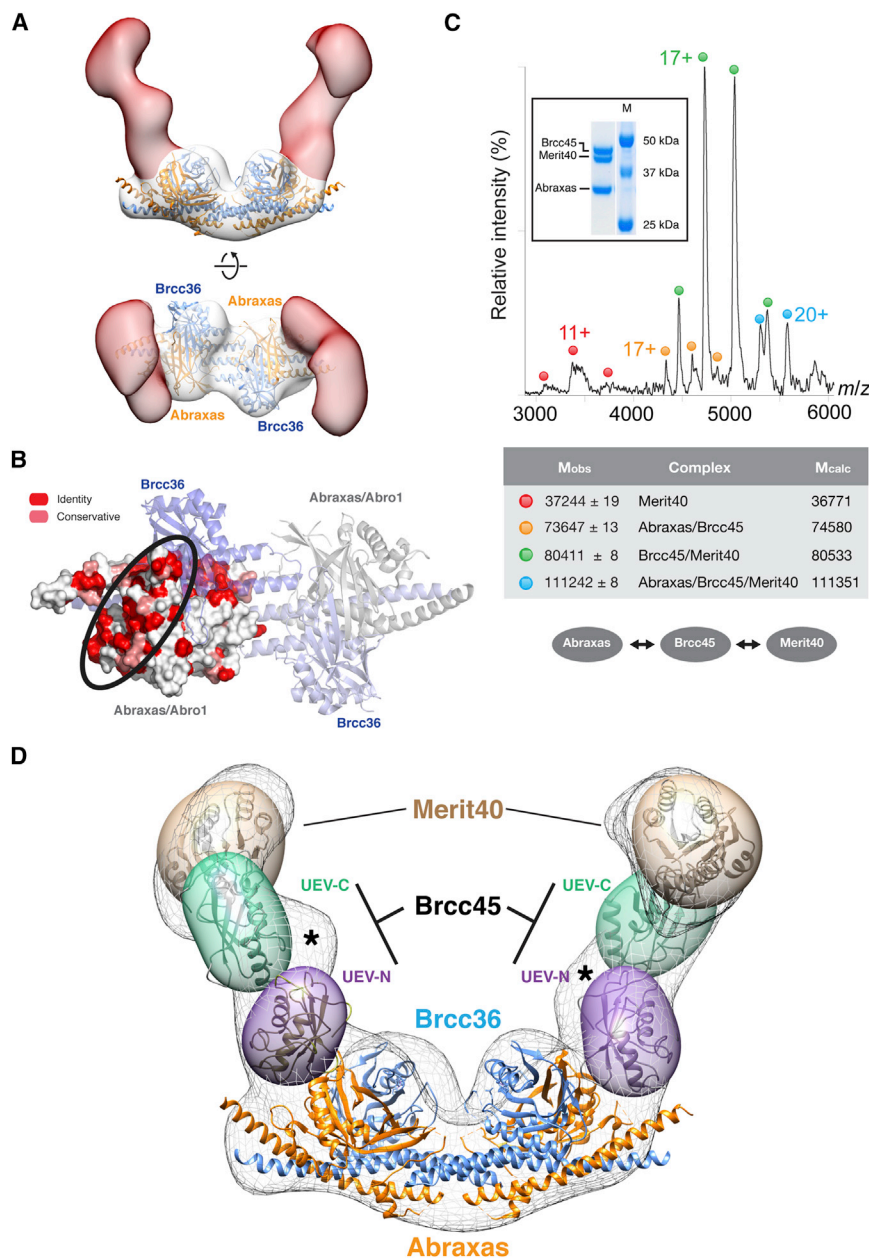 A
Brcc36
Abraxas
Abraxas
Brcc36
B
Identity
Conservative
Brcc36
Abraxas/Abro1
Abraxas/Abro1
Brcc36
C
Relative intensity (%)
17+
M
Brcc45
Merit40
Abraxas
50 kDa
37 kDa
25 kDa
11+
17+
20+
3000 4000 5000 6000 m/z
Mobs Complex Mcalc
37244 ± 19 Merit40 36771
73647 ± 13 Abraxas/Brcc45 74580
80411 ± 8 Brcc45/Merit40 80533
111242 ± 8 Abraxas/Brcc45/Merit40 111351
Abraxas Brcc45 Merit40
D
Merit40
UEV-C UEV-C
Brcc45
* *
UEV-N UEV-N
Brcc36
Abraxas